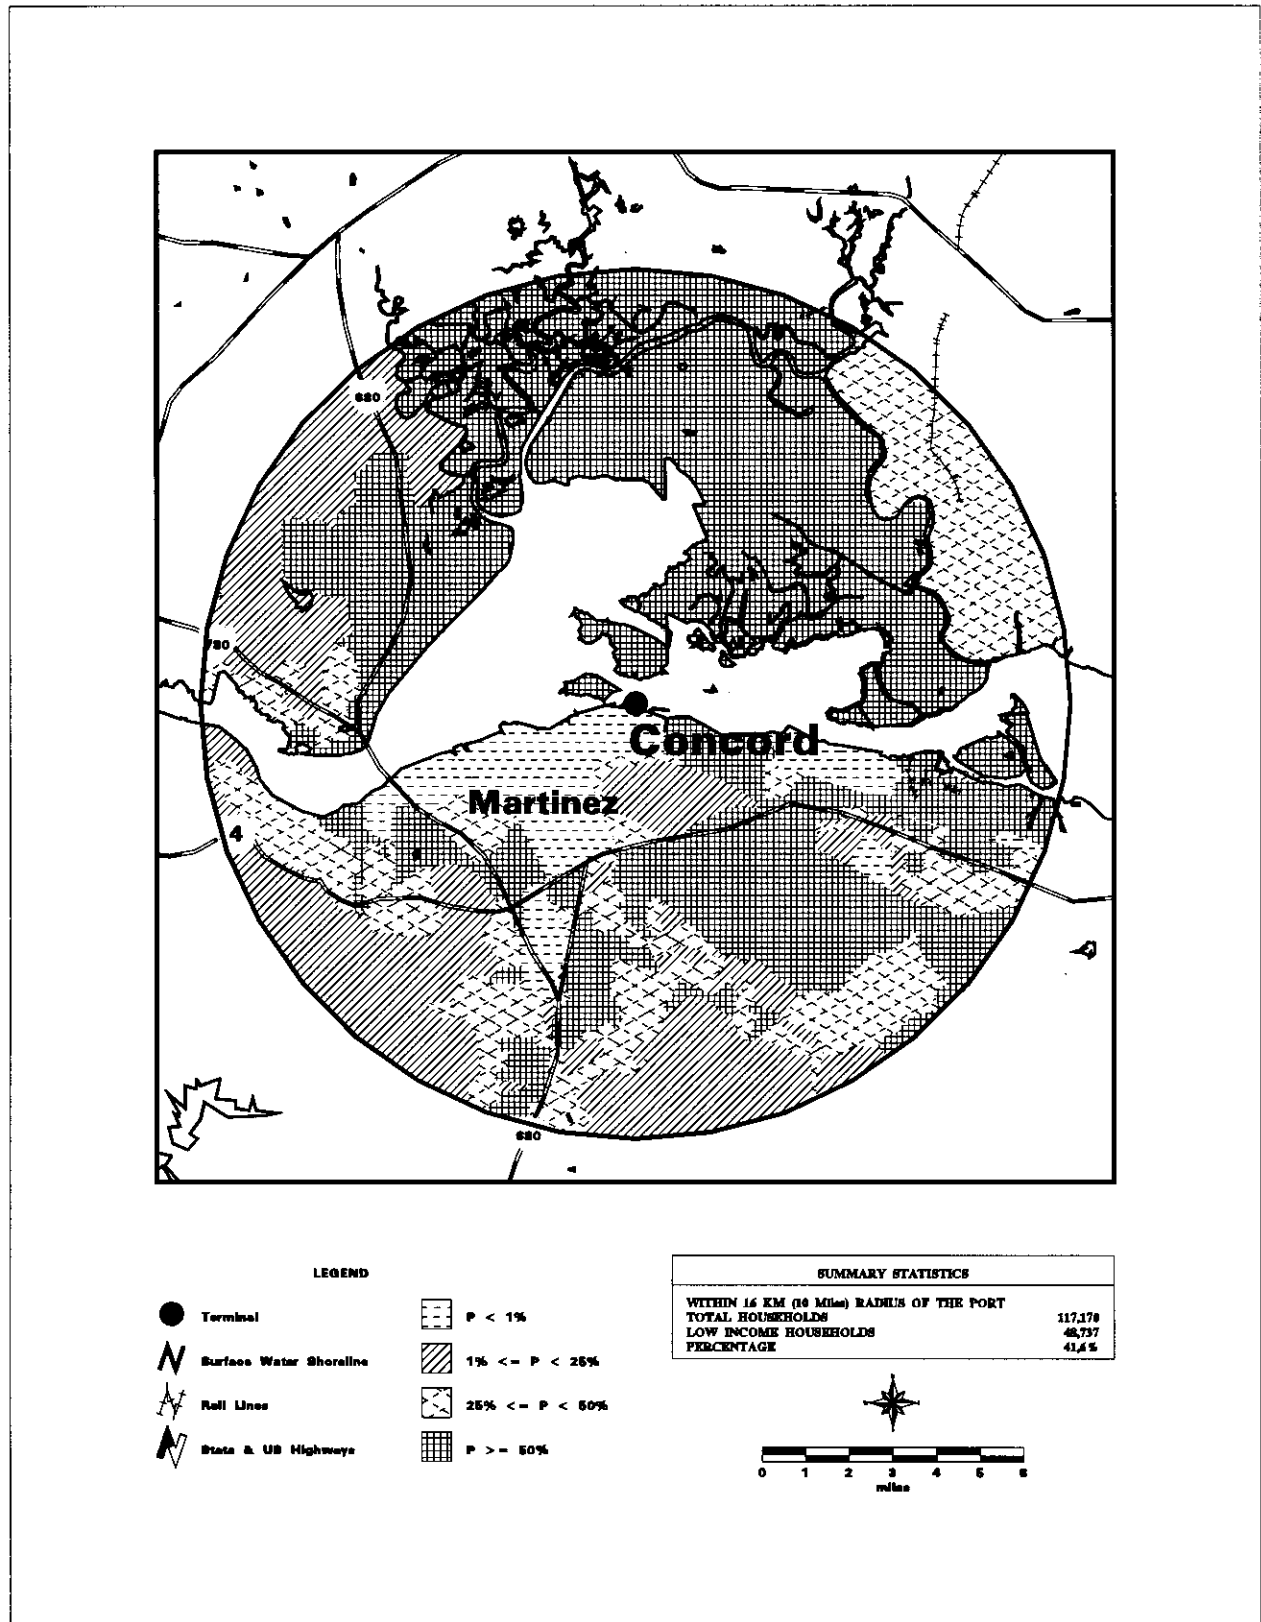 680
780
Concord
Martinez
4
680
LEGEND
Terminal
Surface Water Shoreline
Rail Lines
State & US Highways
P < 1%
1% <= P < 25%
25% <= P < 50%
P >= 50%
SUMMARY STATISTICS
WITHIN 16 KM (10 Miles) RADIUS OF THE PORT
TOTAL HOUSEHOLDS 117,170
LOW INCOME HOUSEHOLDS 48,737
PERCENTAGE 41.6 %
0 1 2 3 4 5 6
miles